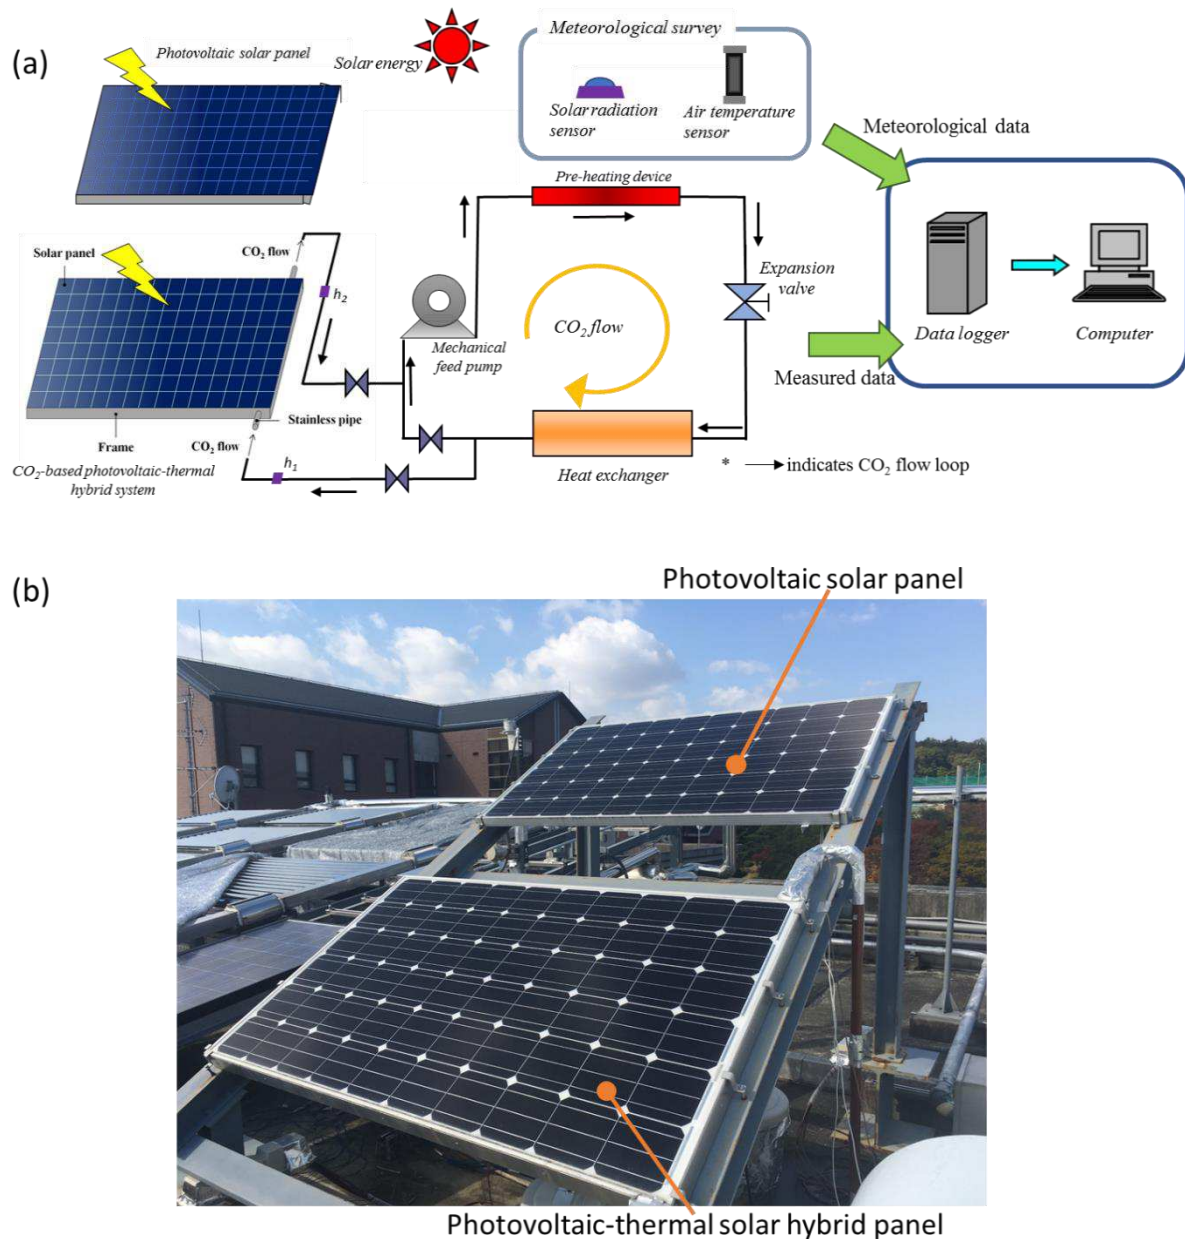 (a)
Photovoltaic solar panel
Solar energy
Meteorological survey
Solar radiation
sensor
Air temperature
sensor
Meteorological data
Pre-heating device
Solar panel
CO₂ flow
h₂
Mechanical
feed pump
CO₂ flow
Expansion
valve
Data logger
Computer
Measured data
Stainless pipe
Frame
CO₂ flow
h₁
CO₂-based photovoltaic-thermal
hybrid system
Heat exchanger
* indicates CO₂ flow loop
(b)
Photovoltaic solar panel
Photovoltaic-thermal solar hybrid panel